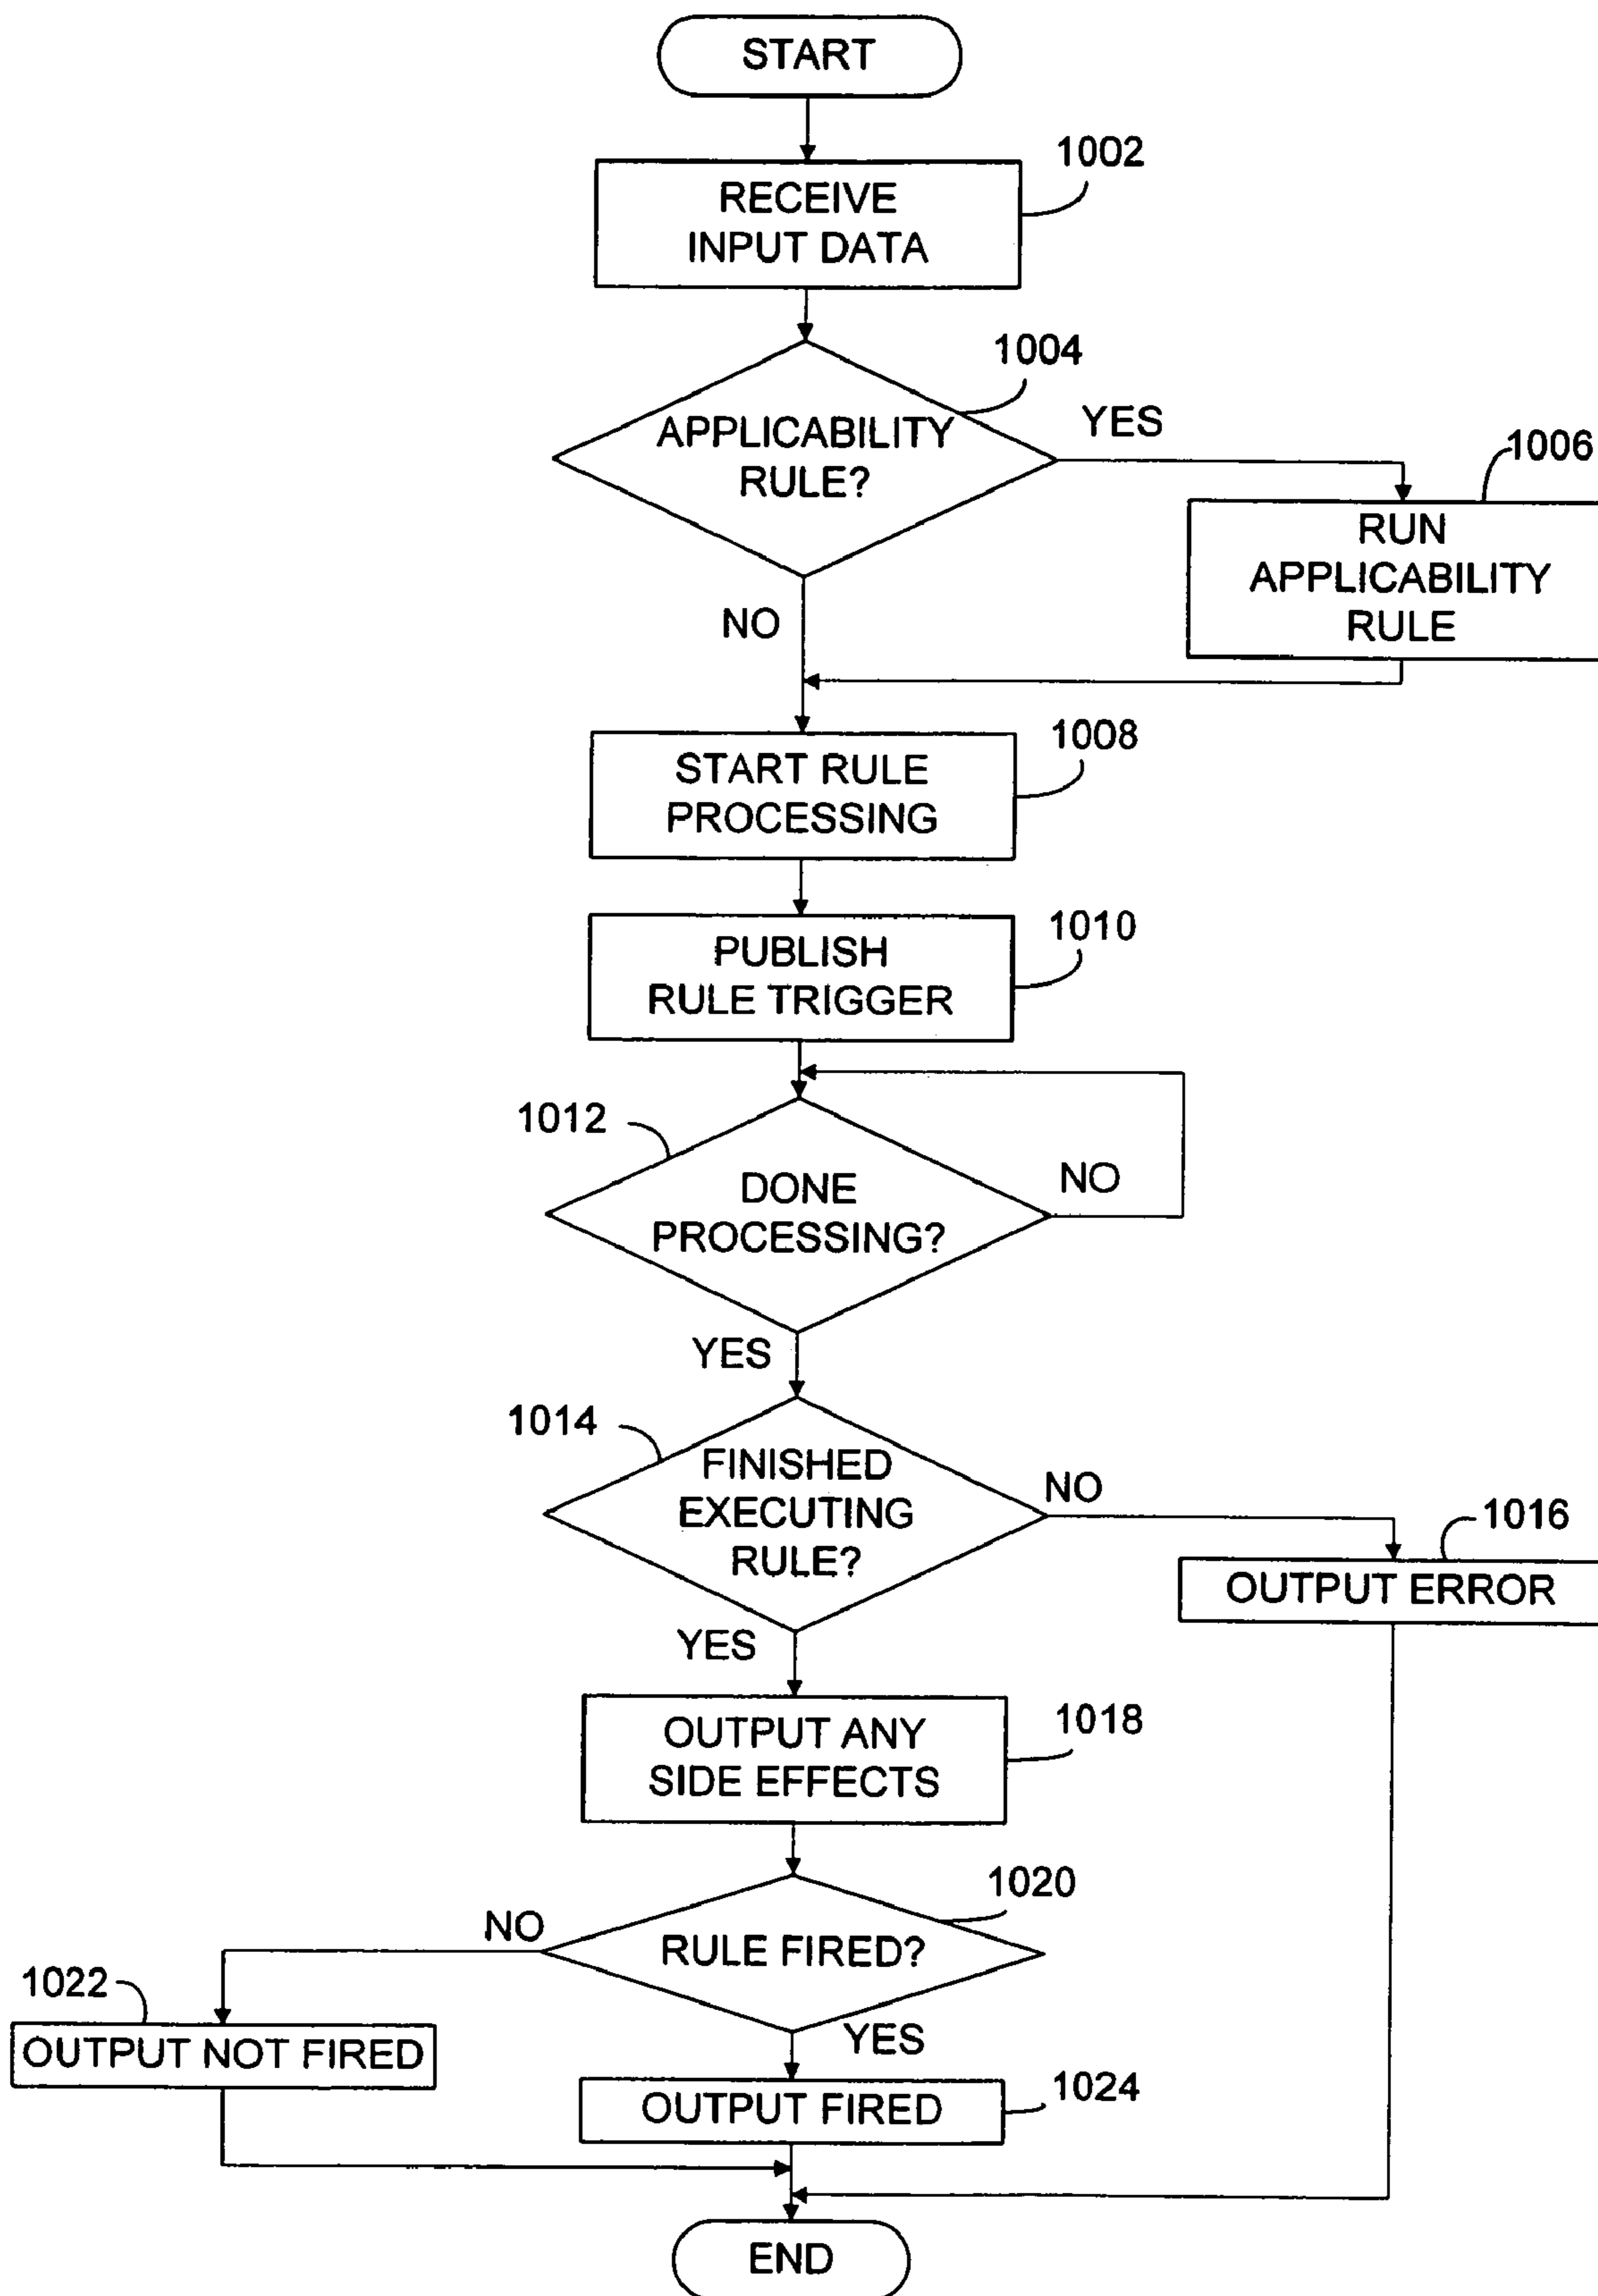 START
1002
RECEIVE
INPUT DATA
1004
APPLICABILITY
RULE?
YES
1006
RUN
APPLICABILITY
RULE
NO
1008
START RULE
PROCESSING
1010
PUBLISH
RULE TRIGGER
1012
DONE
PROCESSING?
NO
YES
1014
FINISHED
EXECUTING
RULE?
NO
1016
OUTPUT ERROR
YES
1018
OUTPUT ANY
SIDE EFFECTS
1020
RULE FIRED?
NO
1022
OUTPUT NOT FIRED
YES
1024
OUTPUT FIRED
END